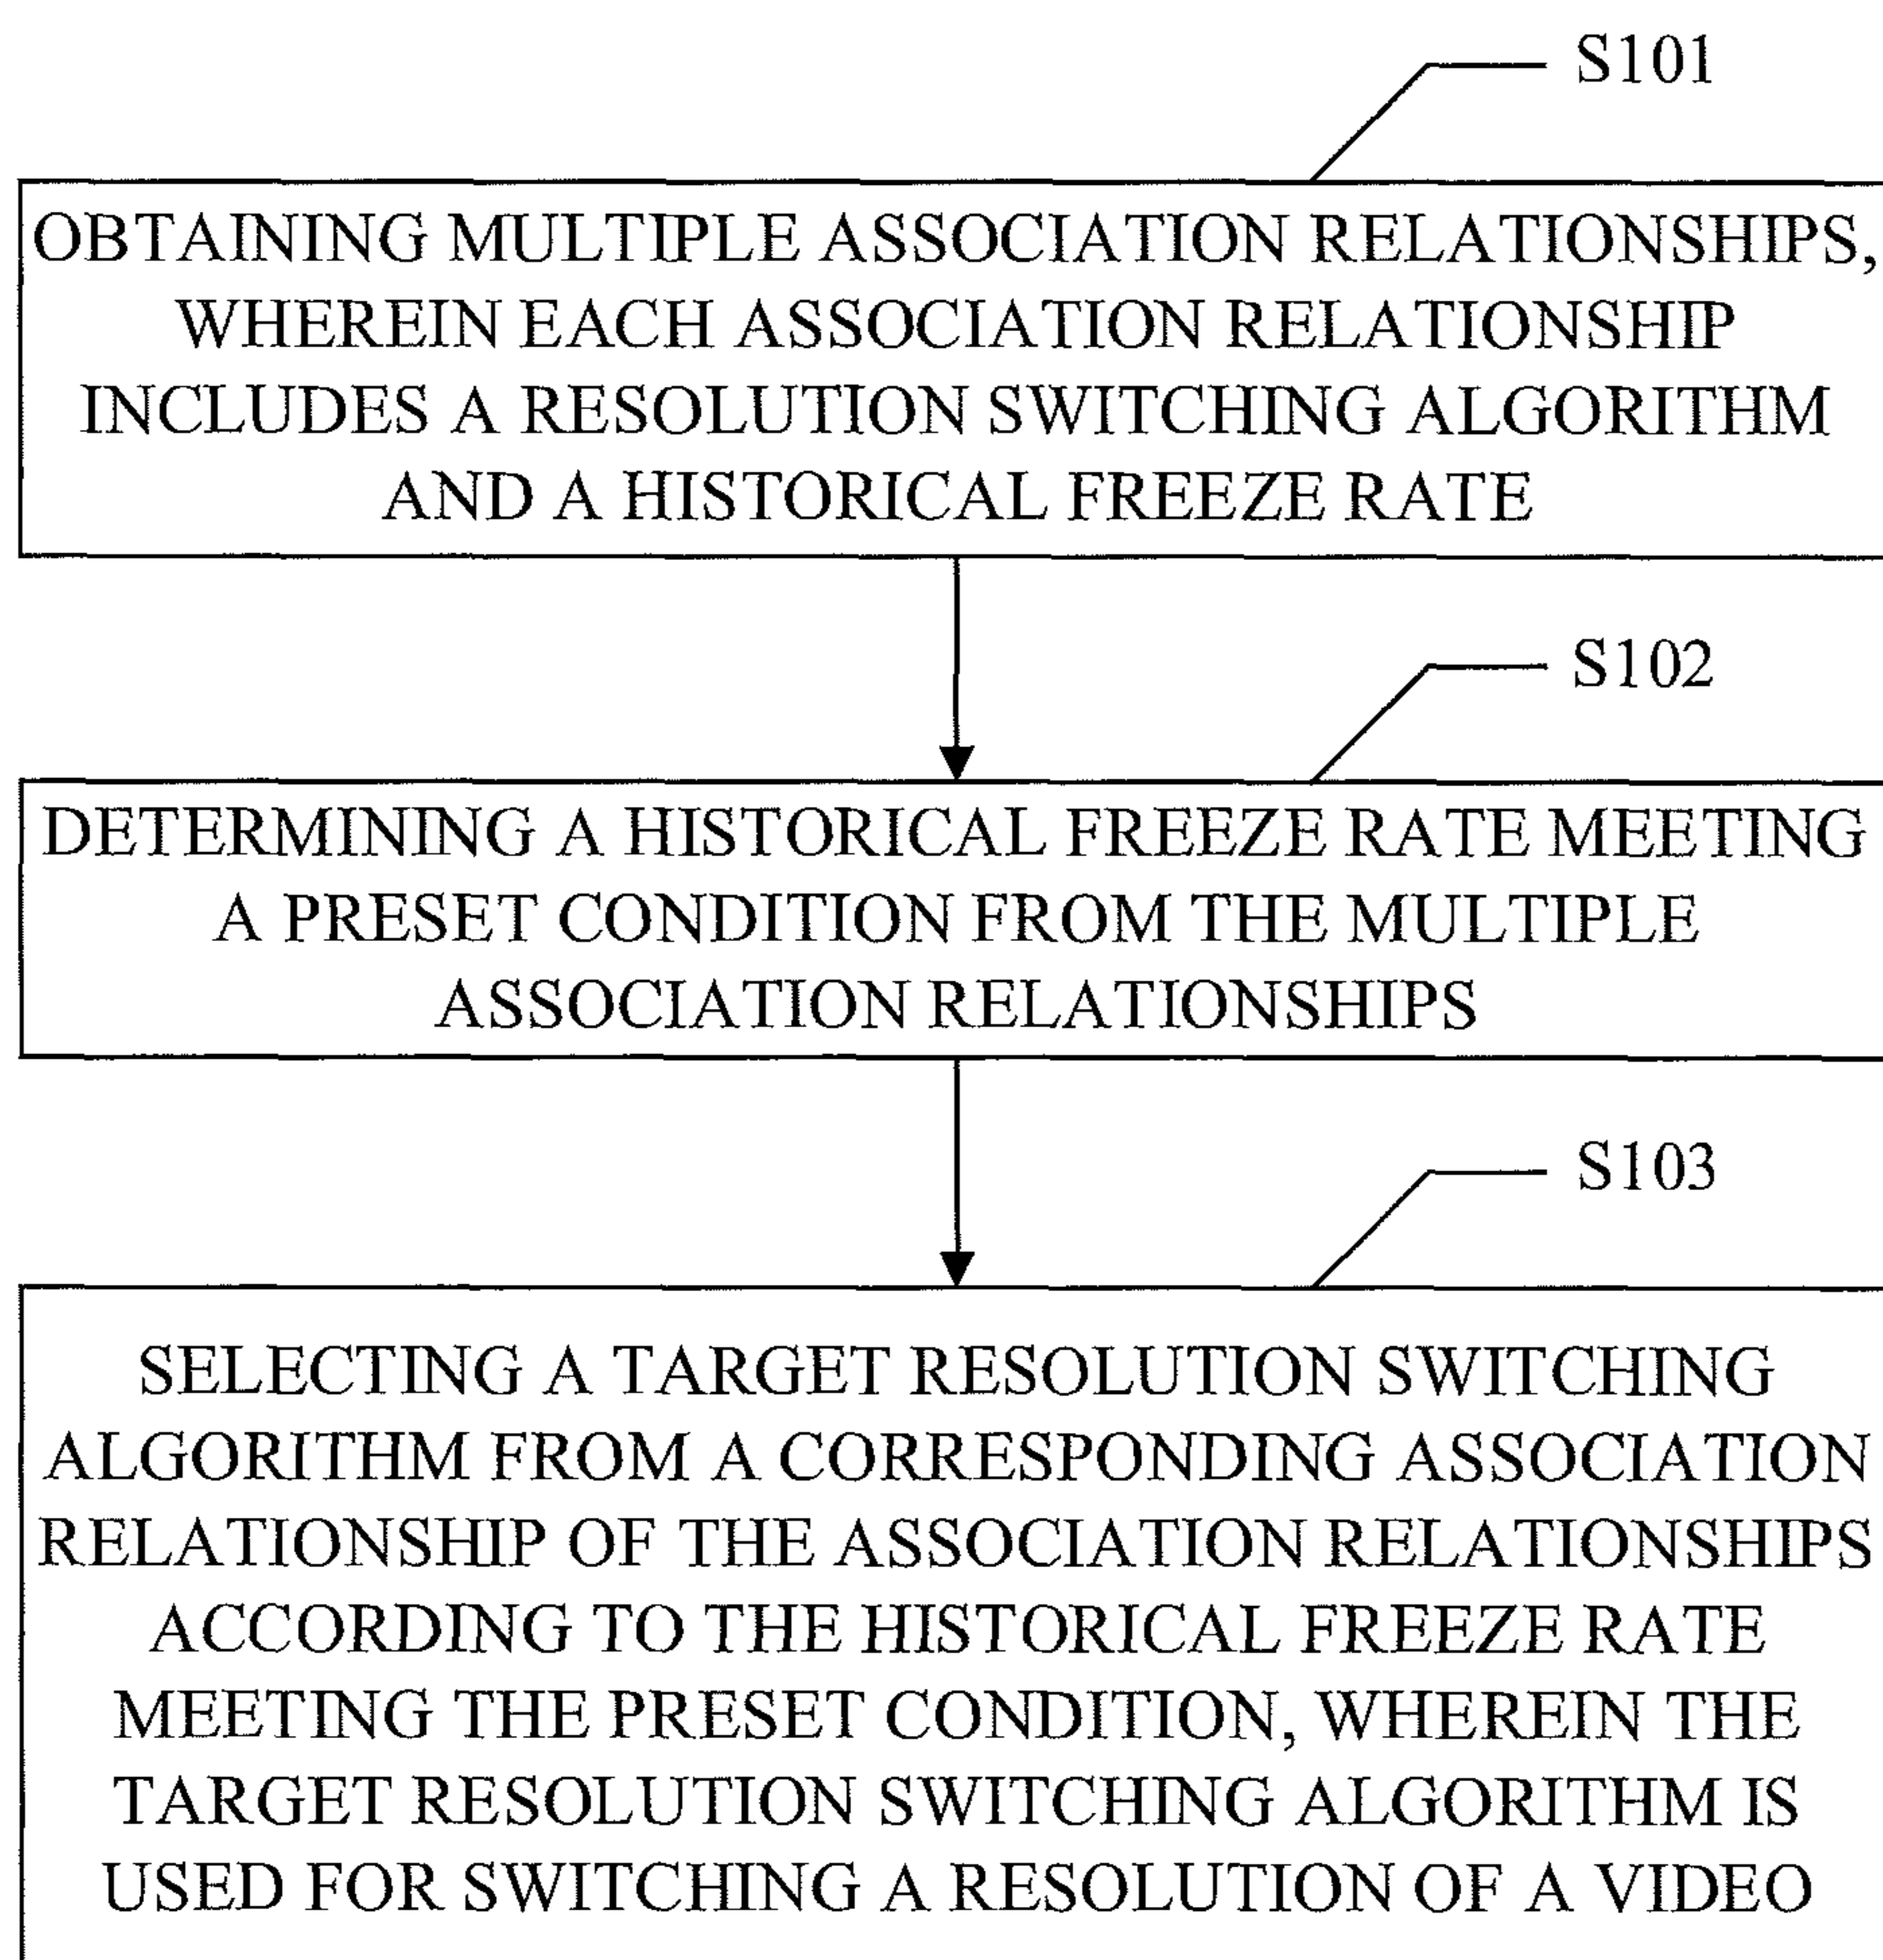 S101
OBTAINING MULTIPLE ASSOCIATION RELATIONSHIPS,
WHEREIN EACH ASSOCIATION RELATIONSHIP
INCLUDES A RESOLUTION SWITCHING ALGORITHM
AND A HISTORICAL FREEZE RATE
S102
DETERMINING A HISTORICAL FREEZE RATE MEETING
A PRESET CONDITION FROM THE MULTIPLE
ASSOCIATION RELATIONSHIPS
S103
SELECTING A TARGET RESOLUTION SWITCHING
ALGORITHM FROM A CORRESPONDING ASSOCIATION
RELATIONSHIP OF THE ASSOCIATION RELATIONSHIPS
ACCORDING TO THE HISTORICAL FREEZE RATE
MEETING THE PRESET CONDITION, WHEREIN THE
TARGET RESOLUTION SWITCHING ALGORITHM IS
USED FOR SWITCHING A RESOLUTION OF A VIDEO